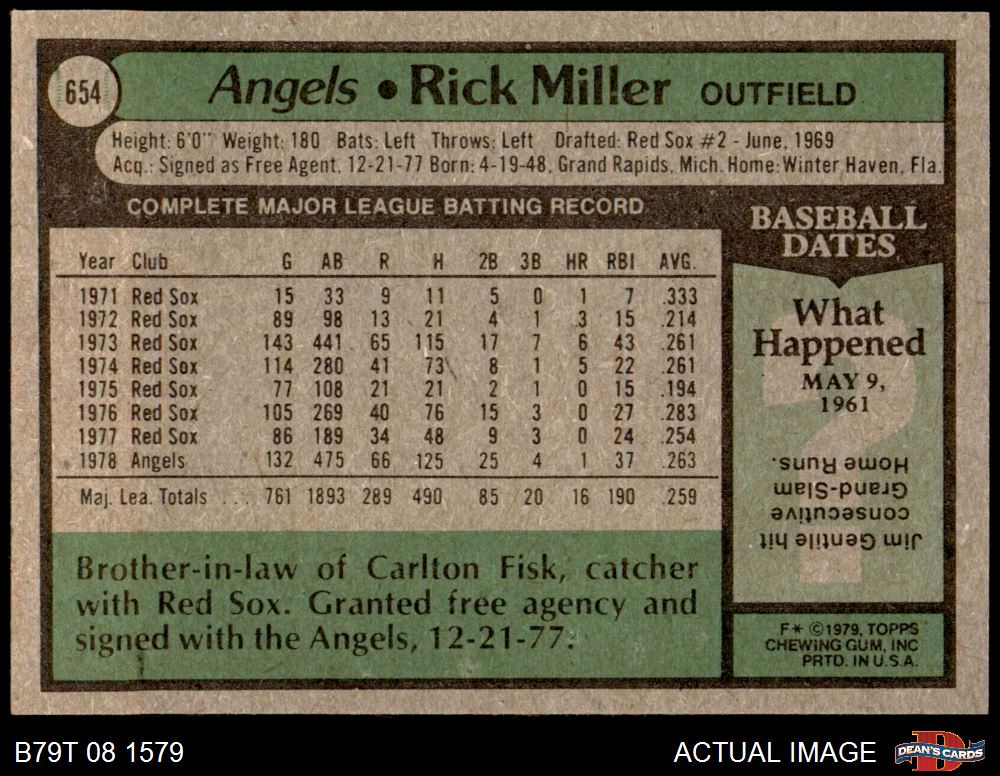 654
Angels • Rick Miller OUTFIELD
Height: 6'0" Weight: 180 Bats: Left Throws: Left Drafted: Red Sox #2 - June, 1969
Acq.: Signed as Free Agent, 12-21-77 Born: 4-19-48, Grand Rapids, Mich. Home: Winter Haven, Fla.
COMPLETE MAJOR LEAGUE BATTING RECORD
Year Club G AB R H 2B 3B HR RBI AVG.
1971 Red Sox 15 33 9 11 5 0 1 7 .333
1972 Red Sox 89 98 13 21 4 1 3 15 .214
1973 Red Sox 143 441 65 115 17 7 6 43 .261
1974 Red Sox 114 280 41 73 8 1 5 22 .261
1975 Red Sox 77 108 21 21 2 1 0 15 .194
1976 Red Sox 105 269 40 76 15 3 0 27 .283
1977 Red Sox 86 189 34 48 9 3 0 24 .254
1978 Angels 132 475 66 125 25 4 1 37 .263
Maj. Lea. Totals .... 761 1893 289 490 85 20 16 190 .259
Brother-in-law of Carlton Fisk, catcher
with Red Sox. Granted free agency and
signed with the Angels, 12-21-77.
BASEBALL
DATES
What
Happened
MAY 9,
1961
?
Jim Gentile hit
consecutive
Grand-Slam
Home Runs.
F* ©1979, TOPPS
CHEWING GUM, INC
PRTD. IN U.S.A.
B79T 08 1579
ACTUAL IMAGE
D
DEAN'S CARDS